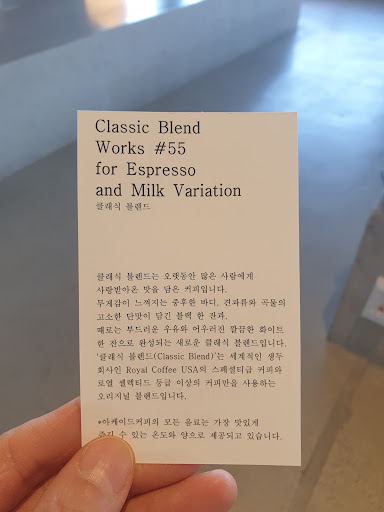 Classic Blend
Works #55
for Espresso
and Milk Variation
클래식 블렌드
클래식 블렌드는 오랫동안 많은 사람에게
사랑받아온 맛을 담은 커피입니다.
무게감이 느껴지는 중후한 바디, 견과류와 곡물의
고소한 단맛이 담긴 블랙 한 잔과,
때로는 부드러운 우유와 어우러진 깔끔한 화이트
한 잔으로 완성되는 새로운 클래식 블렌드입니다.
'클래식 블렌드(Classic Blend)'는 세계적인 생두
회사인 Royal Coffee USA의 스페셜티급 커피와
로열 셀렉티드 등급 이상의 커피만을 사용하는
오리지널 블렌드입니다.
*아케이드커피의 모든 음료는 가장 맛있게
즐기실 수 있는 온도와 양으로 제공되고 있습니다.